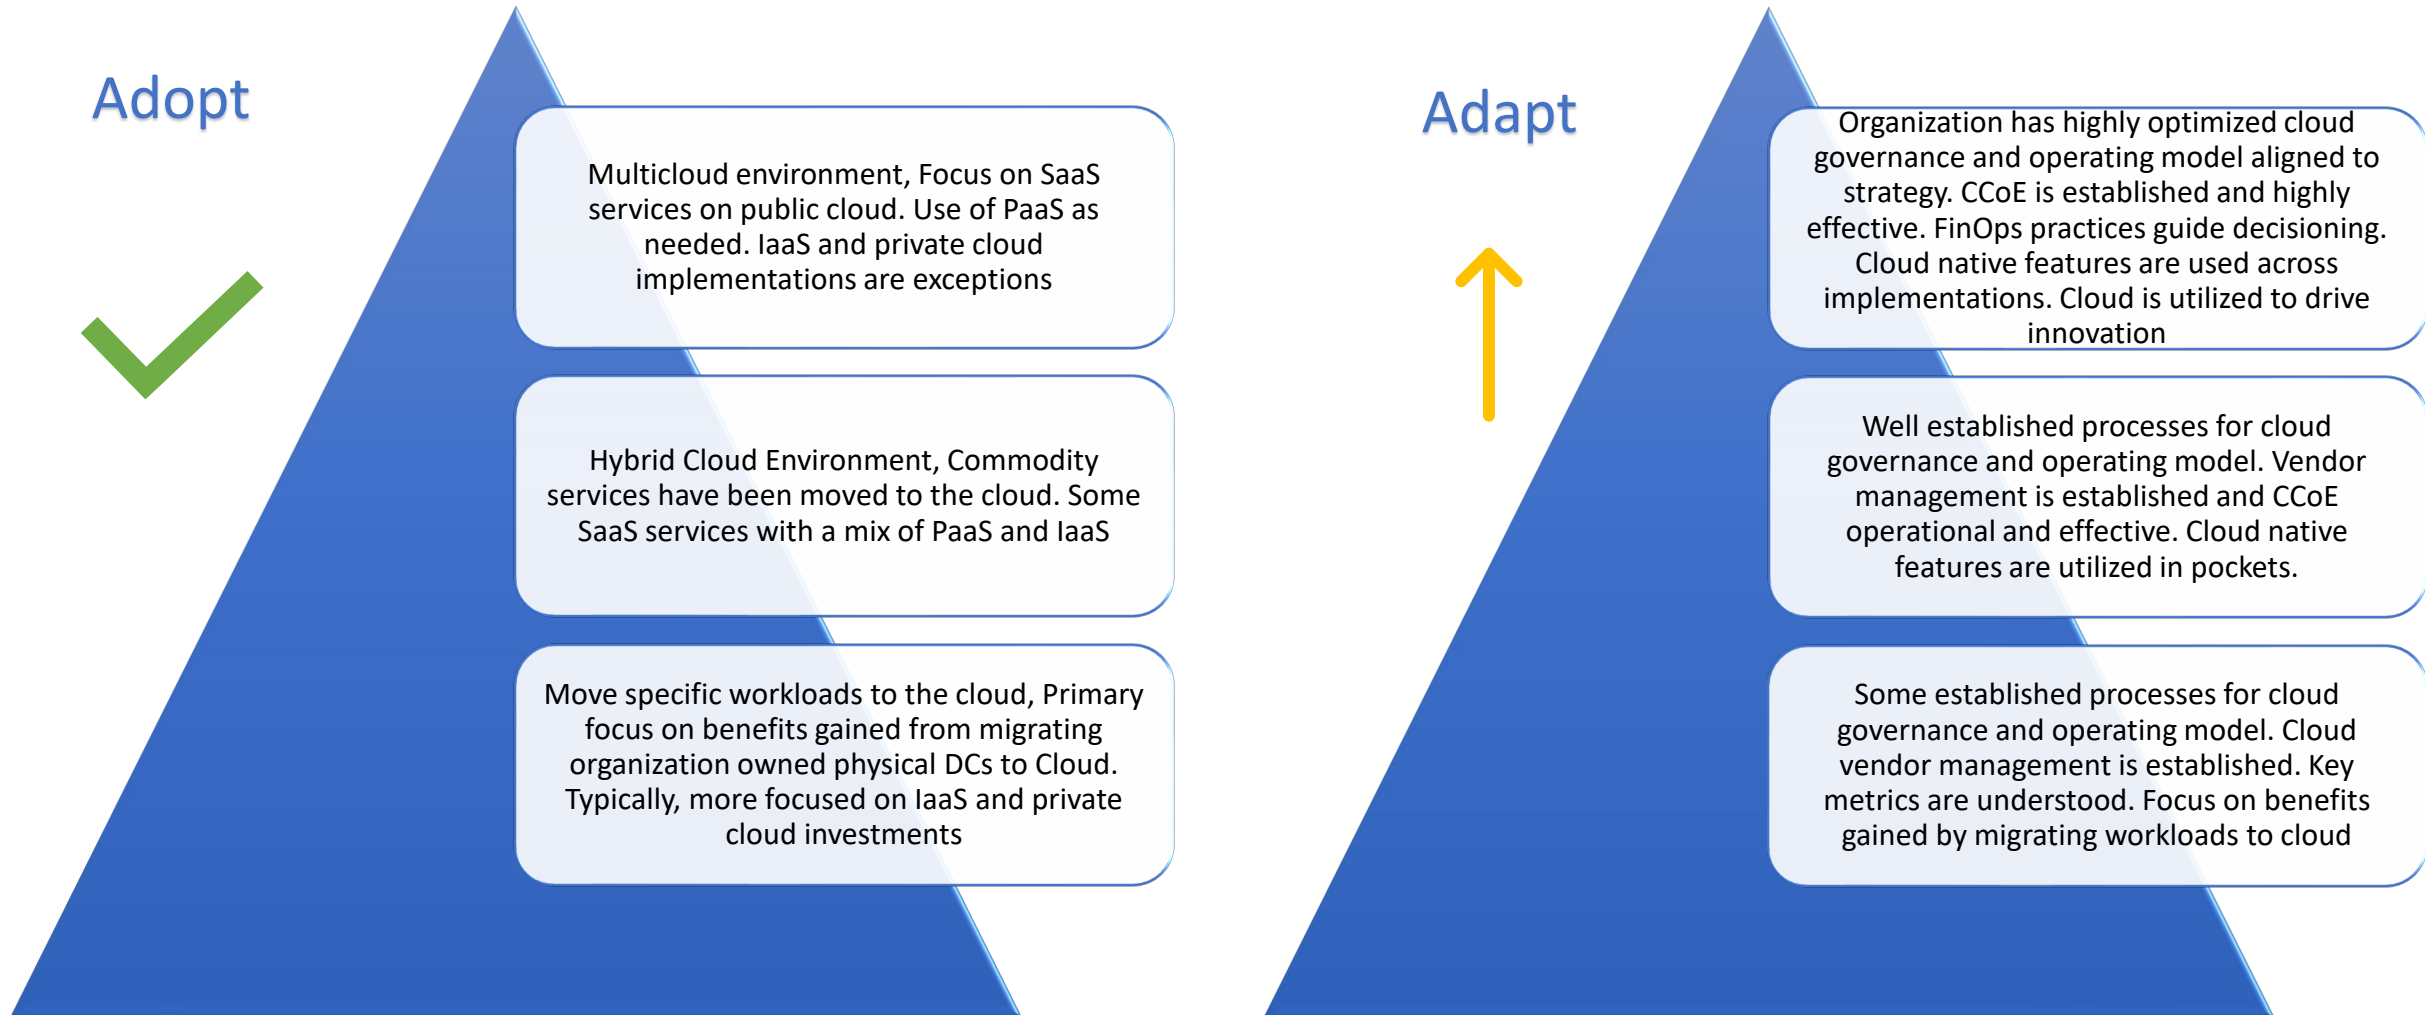 Adopt
Multicloud environment, Focus on SaaS
services on public cloud. Use of PaaS as
needed. IaaS and private cloud
implementations are exceptions
Hybrid Cloud Environment, Commodity
services have been moved to the cloud. Some
SaaS services with a mix of PaaS and IaaS
Move specific workloads to the cloud, Primary
focus on benefits gained from migrating
organization owned physical DCs to Cloud.
Typically, more focused on IaaS and private
cloud investments
Adapt
Organization has highly optimized cloud
governance and operating model aligned to
strategy. CCoE is established and highly
effective. FinOps practices guide decisioning.
Cloud native features are used across
implementations. Cloud is utilized to drive
innovation
Well established processes for cloud
governance and operating model. Vendor
management is established and CCoE
operational and effective. Cloud native
features are utilized in pockets.
Some established processes for cloud
governance and operating model. Cloud
vendor management is established. Key
metrics are understood. Focus on benefits
gained by migrating workloads to cloud